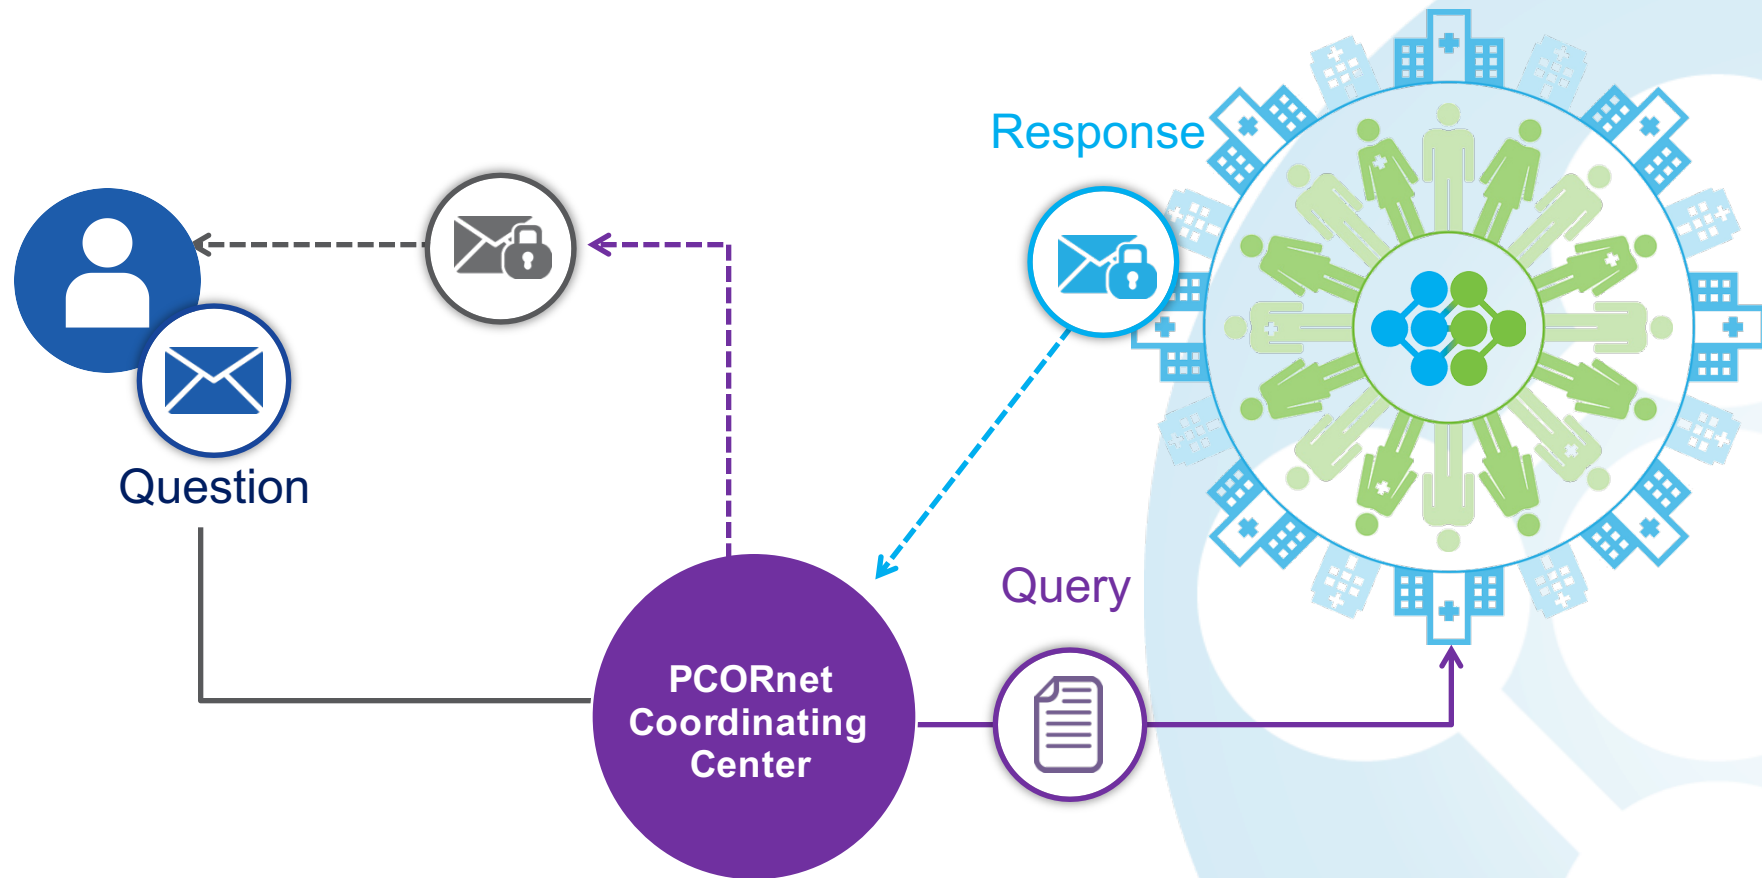 Response
Question
Query
PCORnet
Coordinating
Center